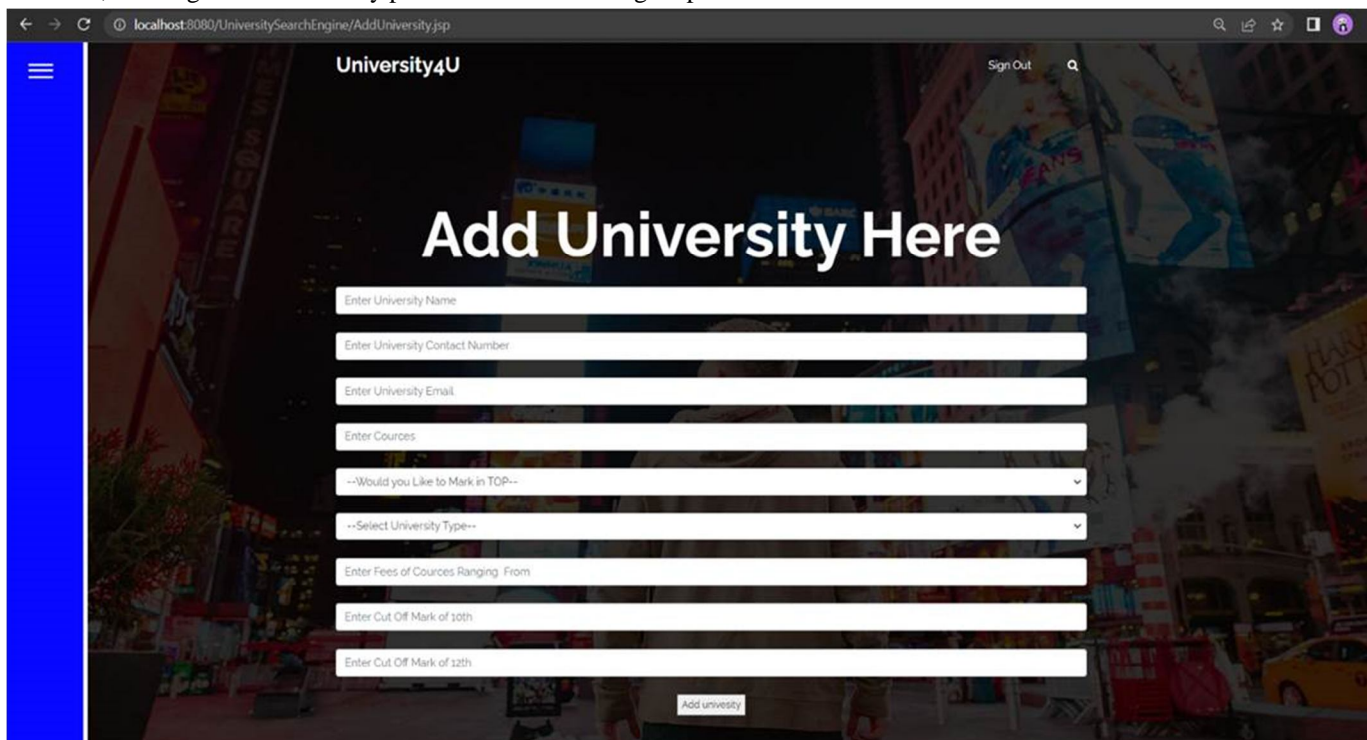 localhost:8080/UniversitySearchEngine/AddUniversity.jsp
University4U
Sign Out
Add University Here
Enter University Name
Enter University Contact Number
Enter University Email
Enter Cources
--Would you Like to Mark in TOP--
--Select University Type--
Enter Fees of Cources Ranging From
Enter Cut Off Mark of 10th
Enter Cut Off Mark of 12th
Add univesity